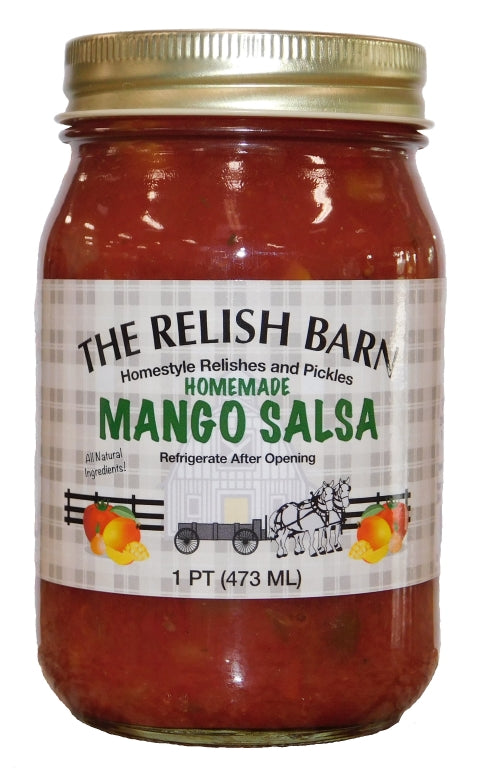 THE RELISH BARN
Homestyle Relishes and Pickles
HOMEMADE
MANGO SALSA
Refrigerate After Opening
All Natural
Ingredients!
1 PT (473 ML)